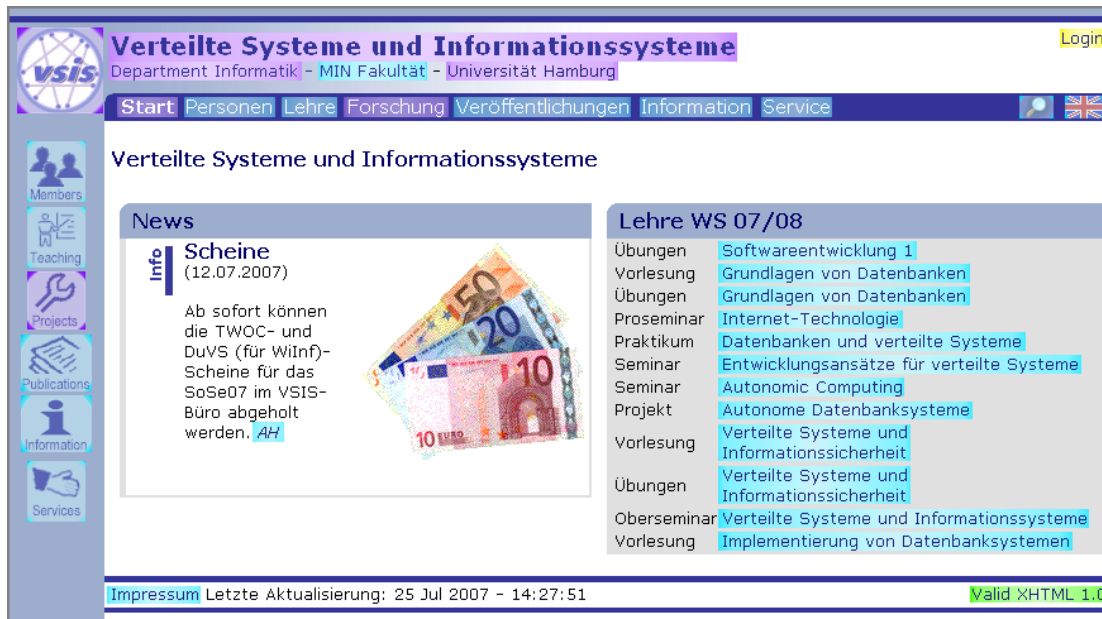 vsis
Verteilte Systeme und Informationssysteme
Login
Department Informatik - MIN Fakultät - Universität Hamburg
Start Personen Lehre Forschung Veröffentlichungen Information Service
Members
Teaching
Projects
Publications
Information
Services
Verteilte Systeme und Informationssysteme
News
Info
Scheine
(12.07.2007)
Ab sofort können
die TWOC- und
DuVS (für WiInf)-
Scheine für das
SoSe07 im VSIS-
Büro abgeholt
werden. AH
50
20
10
10 EURO
Lehre WS 07/08
Übungen Softwareentwicklung 1
Vorlesung Grundlagen von Datenbanken
Übungen Grundlagen von Datenbanken
Proseminar Internet-Technologie
Praktikum Datenbanken und verteilte Systeme
Seminar Entwicklungsansätze für verteilte Systeme
Seminar Autonomic Computing
Projekt Autonome Datenbanksysteme
Vorlesung Verteilte Systeme und
Informationssicherheit
Übungen Verteilte Systeme und
Informationssicherheit
Oberseminar Verteilte Systeme und Informationssysteme
Vorlesung Implementierung von Datenbanksystemen
Impressum Letzte Aktualisierung: 25 Jul 2007 - 14:27:51
Valid XHTML 1.0